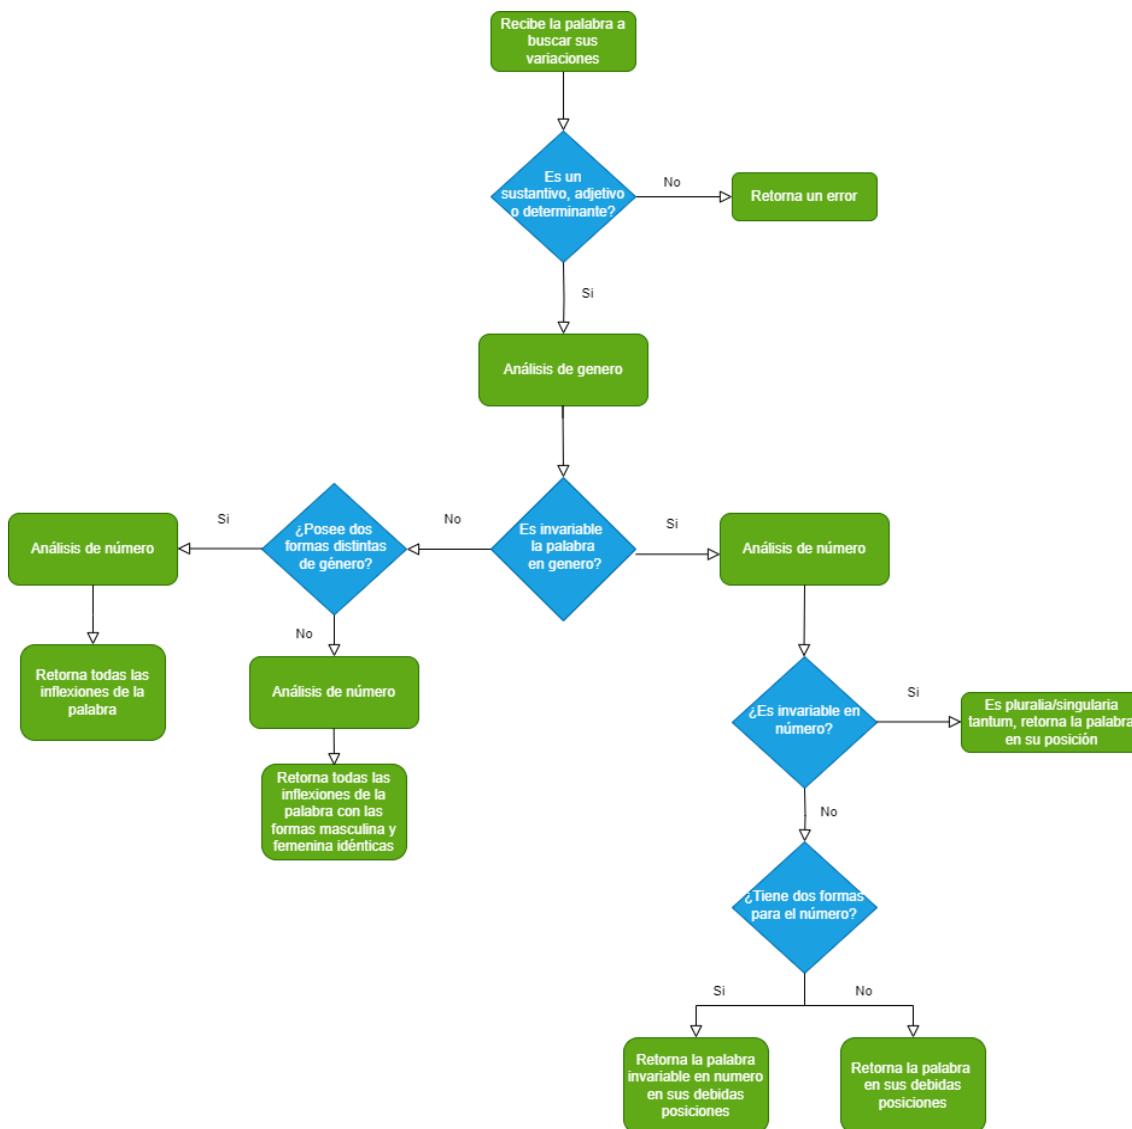 Recibe la palabra a
buscar sus
variaciones
Es un
sustantivo, adjetivo
o determinante?
No
Retorna un error
Si
Análisis de genero
Es invariable
la palabra
en genero?
No
Si
¿Posee dos
formas distintas
de género?
Si
Análisis de número
Retorna todas las
inflexiones de la
palabra
No
Análisis de número
Retorna todas las
inflexiones de la
palabra con las
formas masculina y
femenina idénticas
Análisis de número
¿Es invariable en
número?
Si
Es pluralia/singularia
tantum, retorna la palabra
en su posición
No
¿Tiene dos formas
para el número?
Si
No
Retorna la palabra
invariable en numero
en sus debidas
posiciones
Retorna la palabra
en sus debidas
posiciones